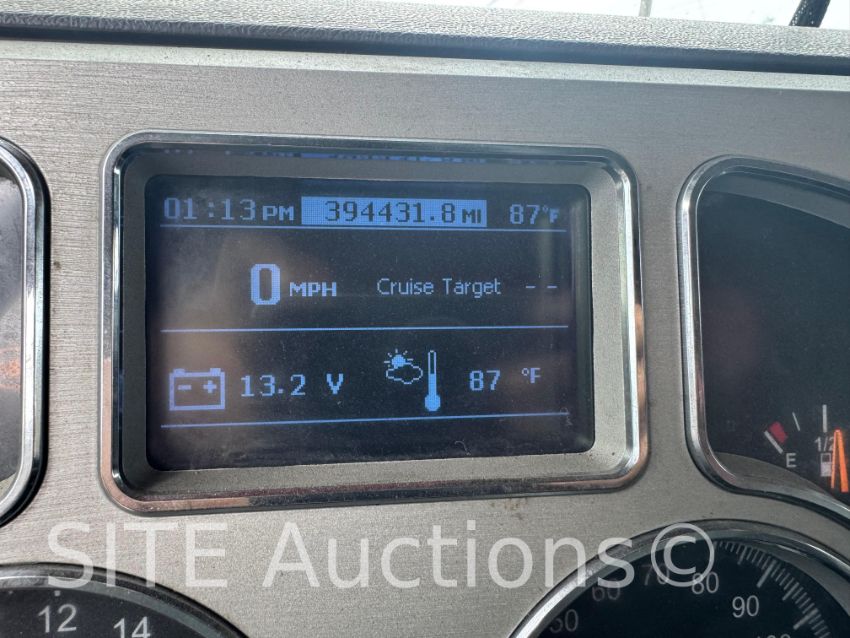 01:13 PM 394431.8 MI 87°F
0 MPH Cruise Target --
- + 13.2 V 87 °F
E 1/2
SITE Auctions©
12 14
50 60 70 80 90